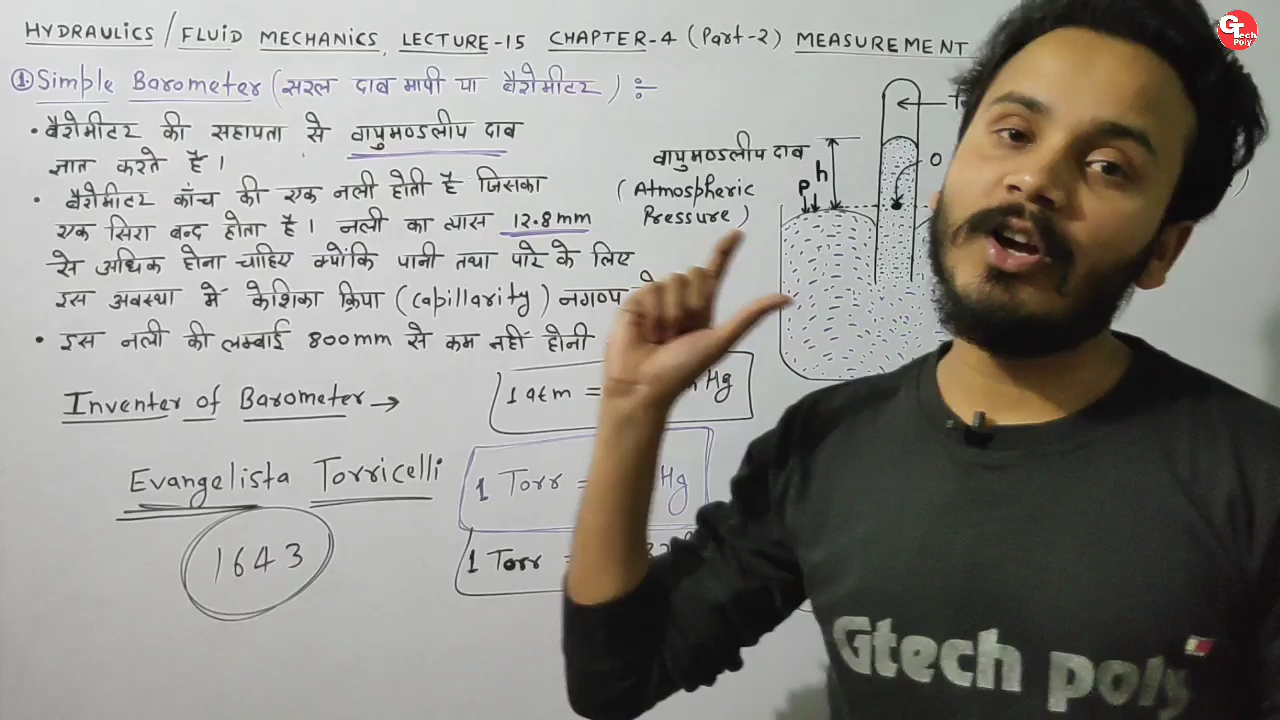 HYDRAULICS/FLUID MECHANICS, LECTURE-15 CHAPTER-4 (Part-2) MEASUREMENT
① Simple Barometer (सरल दाब मापी या बैरोमीटर) :-
• बैरोमीटर की सहायता से वायुमण्डलीय दाब
ज्ञात करते है ।
• बैरोमीटर काँच की एक नली होती है जिसका
एक सिरा बन्द होता है । नली का व्यास 12.8mm
से अधिक होना चाहिए क्योंकि पानी तथा पारे के लिए
इस अवस्था में केशिका क्रिया (capillarity) नगण्य
• इस नली की लम्बाई 800mm से कम नहीं होनी
वायुमण्डलीय दाब
(Atmospheric
Pressure)
P
h
O
Inventer of Barometer →
Evangelista Torricelli
1643
1 atm = Hg
1 Torr = Hg
1 Torr =
GTech
Poly
Gtech poly